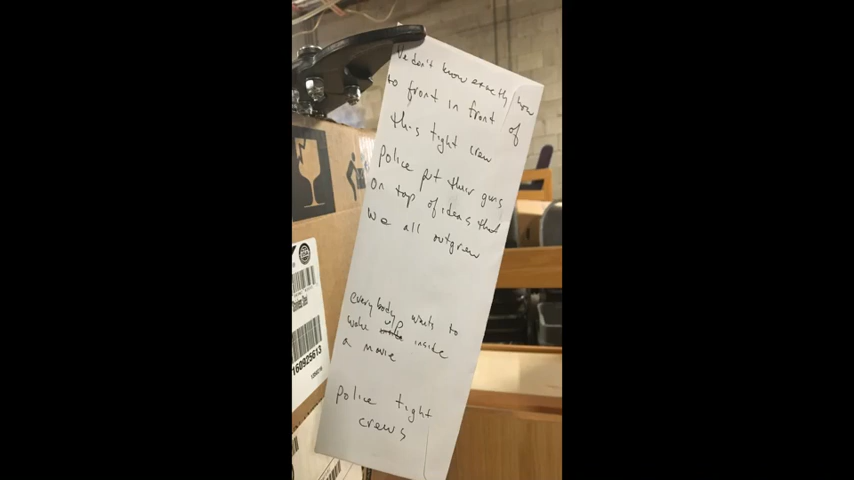 We don't know exactly how
to front in front of
this tight crew
police put their guns
on top of ideas that
we all outgrew
everybody wants to
wake up inside
a movie
police tight
crews
160925613